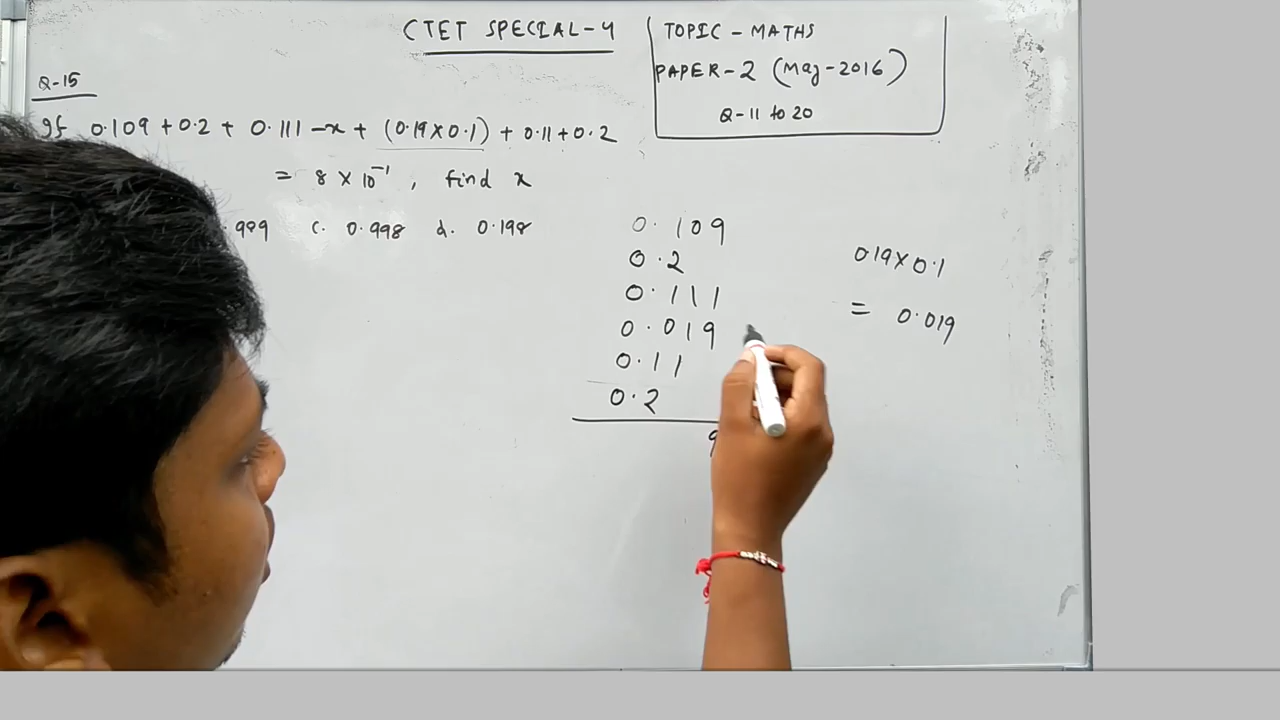 CTET SPECIAL-4
TOPIC - MATHS
PAPER-2 (May-2016)
Q-11 to 20
Q-15
If 0.109 + 0.2 + 0.111 - x + (0.19 X 0.1) + 0.11 + 0.2
= 8 X 10⁻¹ , find x
.989 c. 0.998 d. 0.198
0.109
0.2
0.111
0.019
0.11
0.2
9
0.19 X 0.1
= 0.019